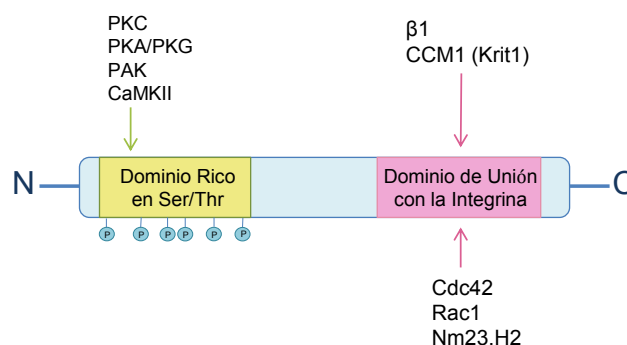 PKC
PKA/PKG
PAK
CaMKII
β1
CCM1 (Krit1)
N
Dominio Rico
en Ser/Thr
Dominio de Unión
con la Integrina
C
P P P P P P
Cdc42
Rac1
Nm23.H2